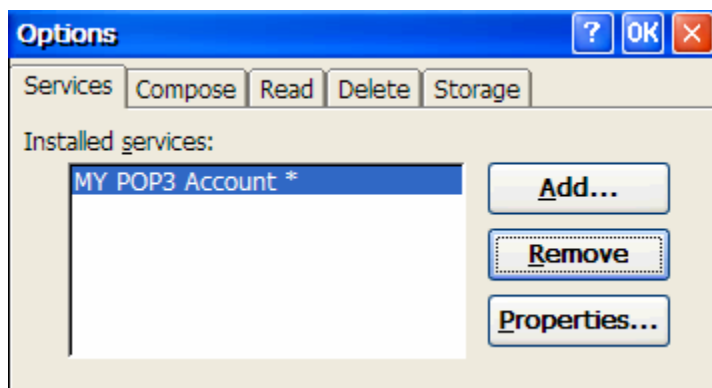 Options ? OK
Services Compose Read Delete Storage
Installed services:
MY POP3 Account *
Add...
Remove
Properties...